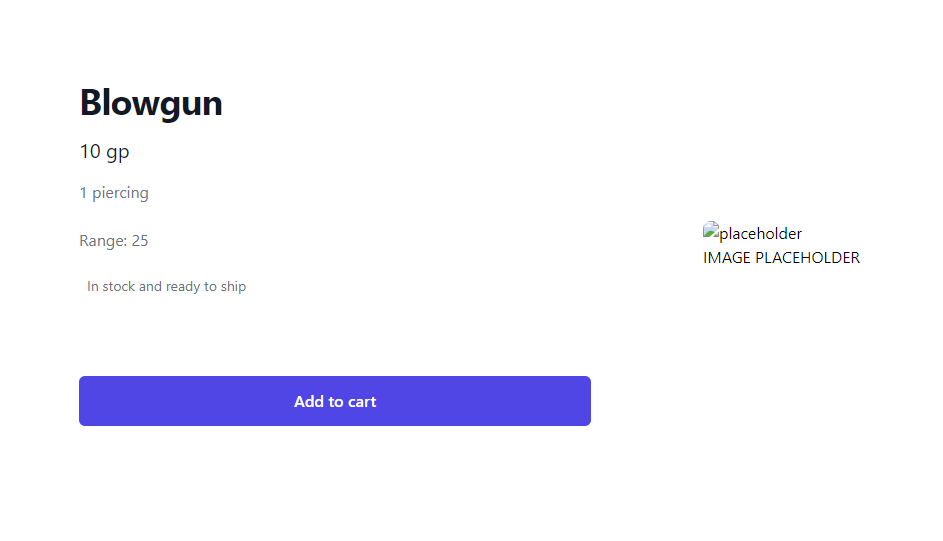 Blowgun
10 gp
1 piercing
Range: 25
In stock and ready to ship
Add to cart
placeholder
IMAGE PLACEHOLDER